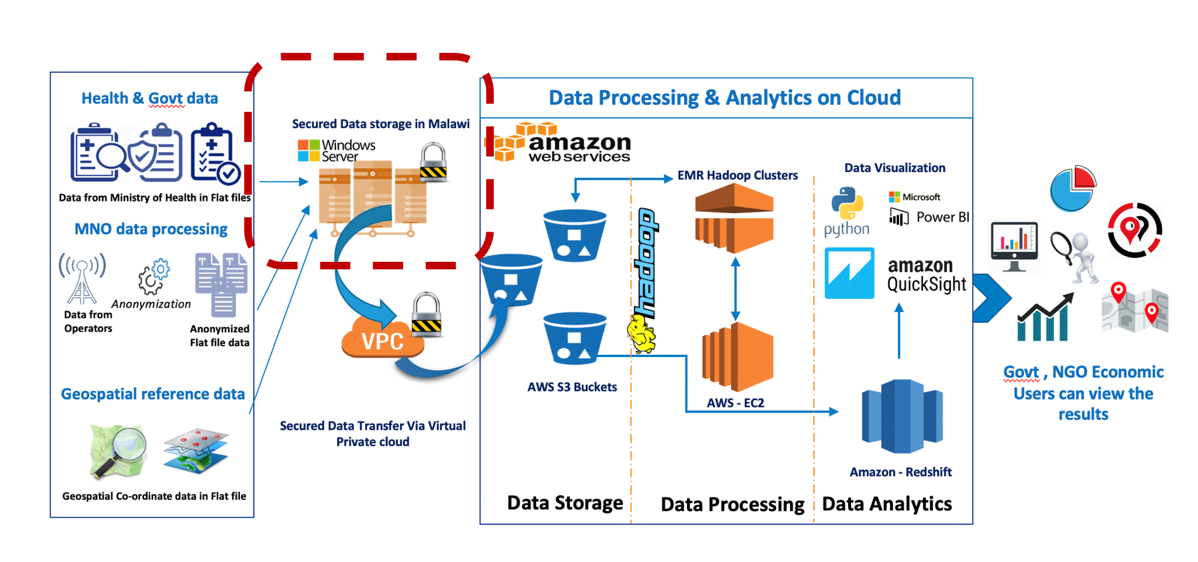 Health & Govt data
Data from Ministry of Health in Flat files
MNO data processing
Anonymization
Data from
Operators
Anonymized
Flat file data
Geospatial reference data
Geospatial Co-ordinate data in Flat file
Secured Data storage in Malawi
Windows
Server
VPC
Secured Data Transfer Via Virtual
Private cloud
Data Processing & Analytics on Cloud
amazon
web services
AWS S3 Buckets
Data Storage
hadoop
EMR Hadoop Clusters
AWS - EC2
Data Processing
Data Visualization
python
Microsoft
Power BI
amazon
QuickSight
Amazon - Redshift
Data Analytics
Govt , NGO Economic
Users can view the
results